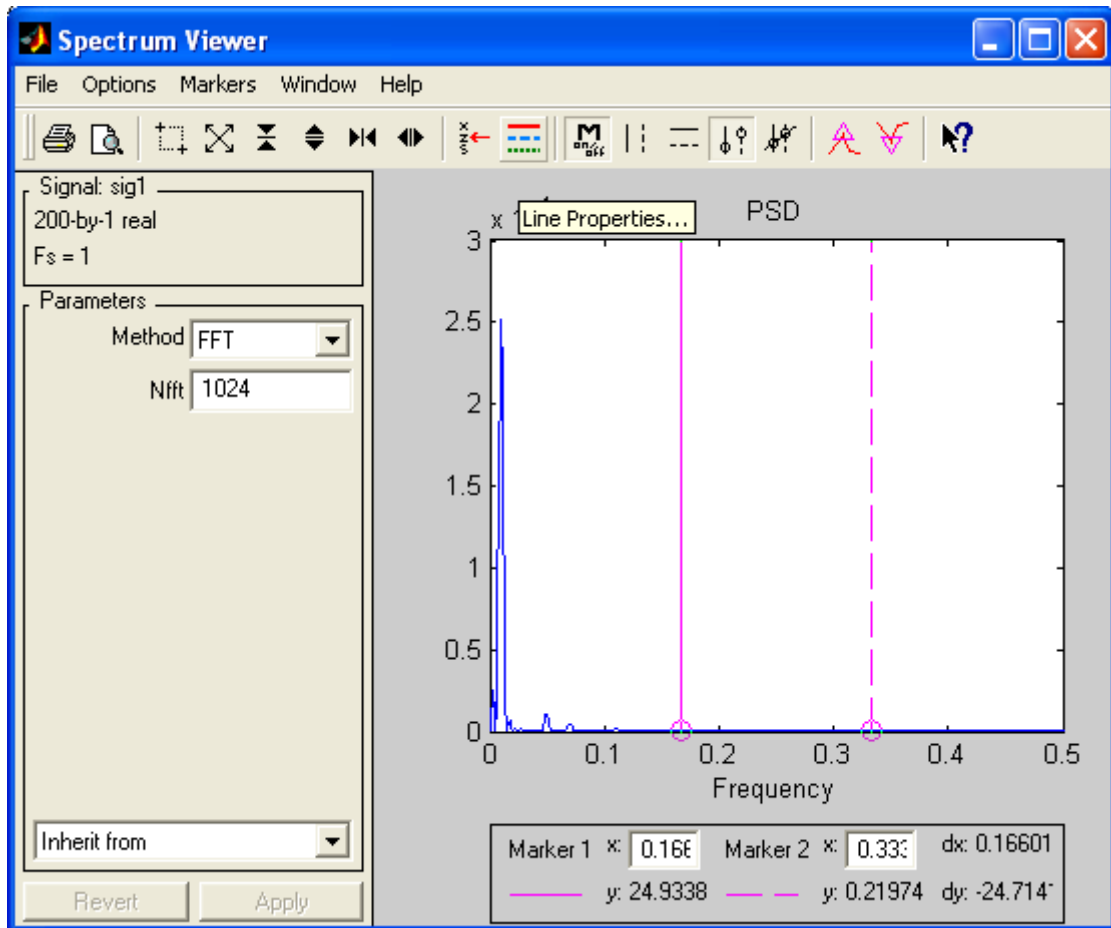 Spectrum Viewer
File Options Markers Window Help
M
on/off
Signal: sig1
200-by-1 real
Fs = 1
Parameters
Method FFT
Nfft 1024
Inherit from
Revert Apply
Line Properties...
x
PSD
3
2.5
2
1.5
1
0.5
0
0 0.1 0.2 0.3 0.4 0.5
Frequency
Marker 1 x: 0.166 Marker 2 x: 0.333 dx: 0.16601
y: 24.9338 y: 0.21974 dy: -24.714